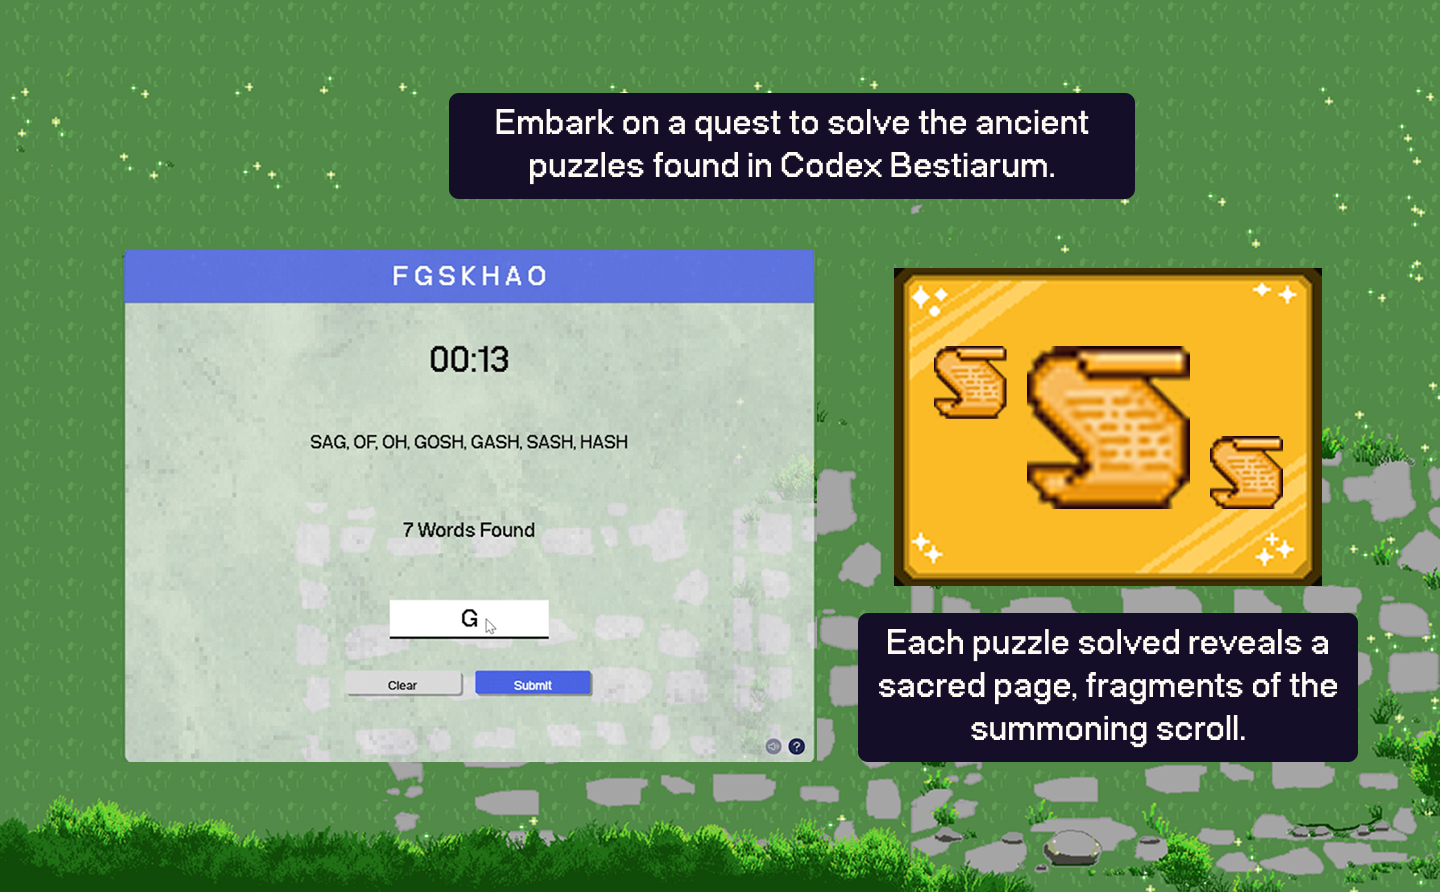 Embark on a quest to solve the ancient
puzzles found in Codex Bestiarum.
FGSKHAO
00:13
SAG, OF, OH, GOSH, GASH, SASH, HASH
7 Words Found
G
Clear
Submit
?
Each puzzle solved reveals a
sacred page, fragments of the
summoning scroll.